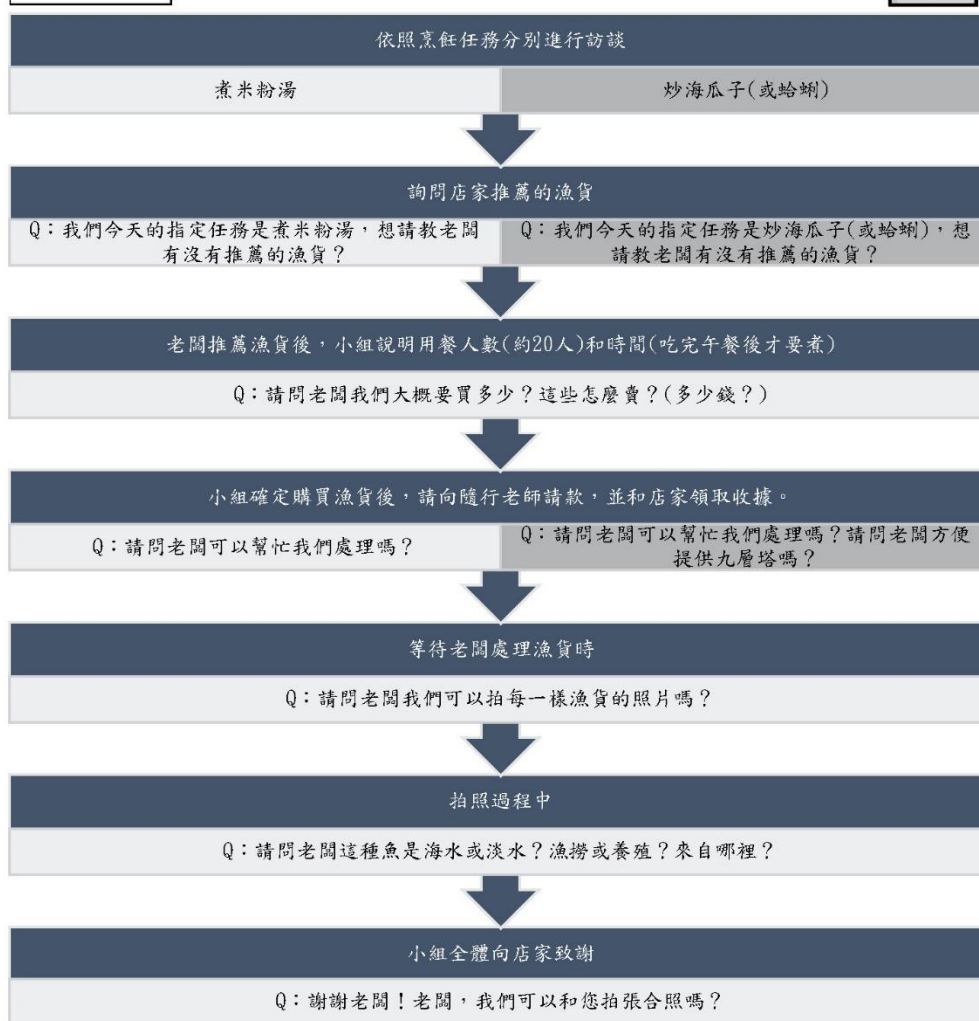 依照烹飪任務分別進行訪談
煮米粉湯
炒海瓜子(或蛤蜊)
詢問店家推薦的漁貨
Q：我們今天的指定任務是煮米粉湯，想請教老闆
有沒有推薦的漁貨？
Q：我們今天的指定任務是炒海瓜子(或蛤蜊)，想
請教老闆有沒有推薦的漁貨？
老闆推薦漁貨後，小組說明用餐人數(約20人)和時間(吃完午餐後才要煮)
Q：請問老闆我們大概要買多少？這些怎麼賣？(多少錢？)
小組確定購買漁貨後，請向隨行老師請款，並和店家領取收據。
Q：請問老闆可以幫忙我們處理嗎？
Q：請問老闆可以幫忙我們處理嗎？請問老闆方便
提供九層塔嗎？
等待老闆處理漁貨時
Q：請問老闆我們可以拍每一樣漁貨的照片嗎？
拍照過程中
Q：請問老闆這種魚是海水或淡水？漁撈或養殖？來自哪裡？
小組全體向店家致謝
Q：謝謝老闆！老闆，我們可以和您拍張合照嗎？